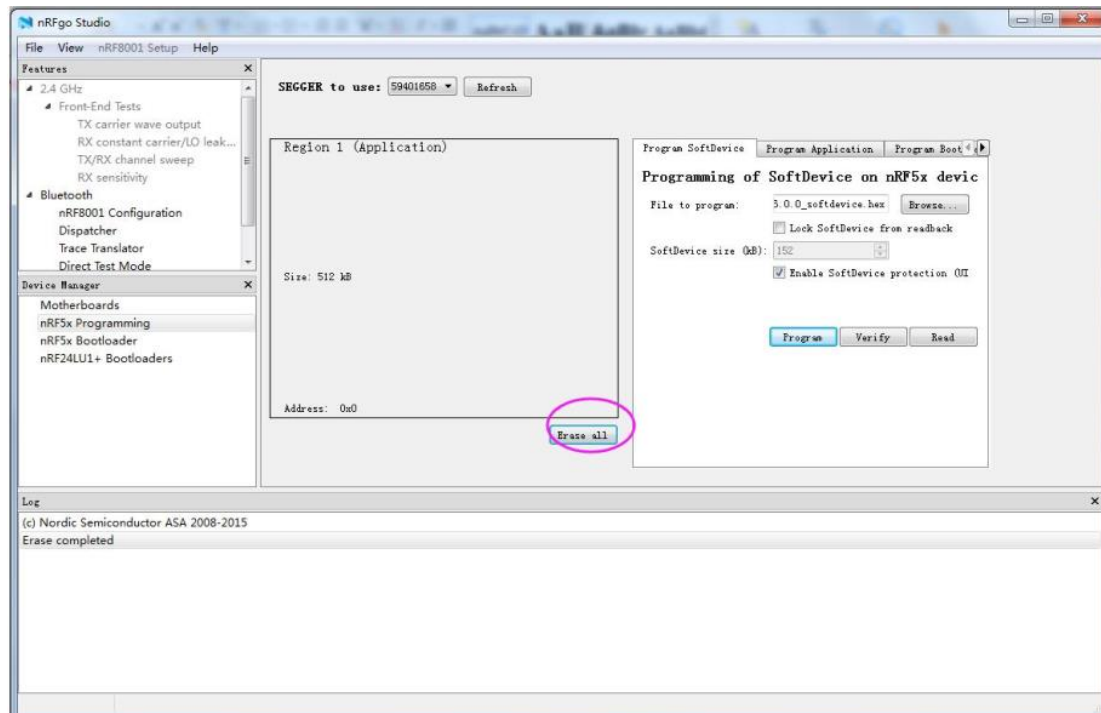 nRFgo Studio
File View nRF8001 Setup Help
Features
2.4 GHz
Front-End Tests
TX carrier wave output
RX constant carrier/LO leak...
TX/RX channel sweep
RX sensitivity
Bluetooth
nRF8001 Configuration
Dispatcher
Trace Translator
Direct Test Mode
Device Manager
Motherboards
nRF5x Programming
nRF5x Bootloader
nRF24LU1+ Bootloaders
SEGGER to use: 59401658 Refresh
Region 1 (Application)
Size: 512 kB
Address: 0x0
Erase all
Program SoftDevice Program Application Program Boot
Programming of SoftDevice on nRF5x devic
File to program: 3.0.0_softdevice.hex Browse...
Lock SoftDevice from readback
SoftDevice size (kB): 152
Enable SoftDevice protection (UI
Program Verify Read
Log
(c) Nordic Semiconductor ASA 2008-2015
Erase completed